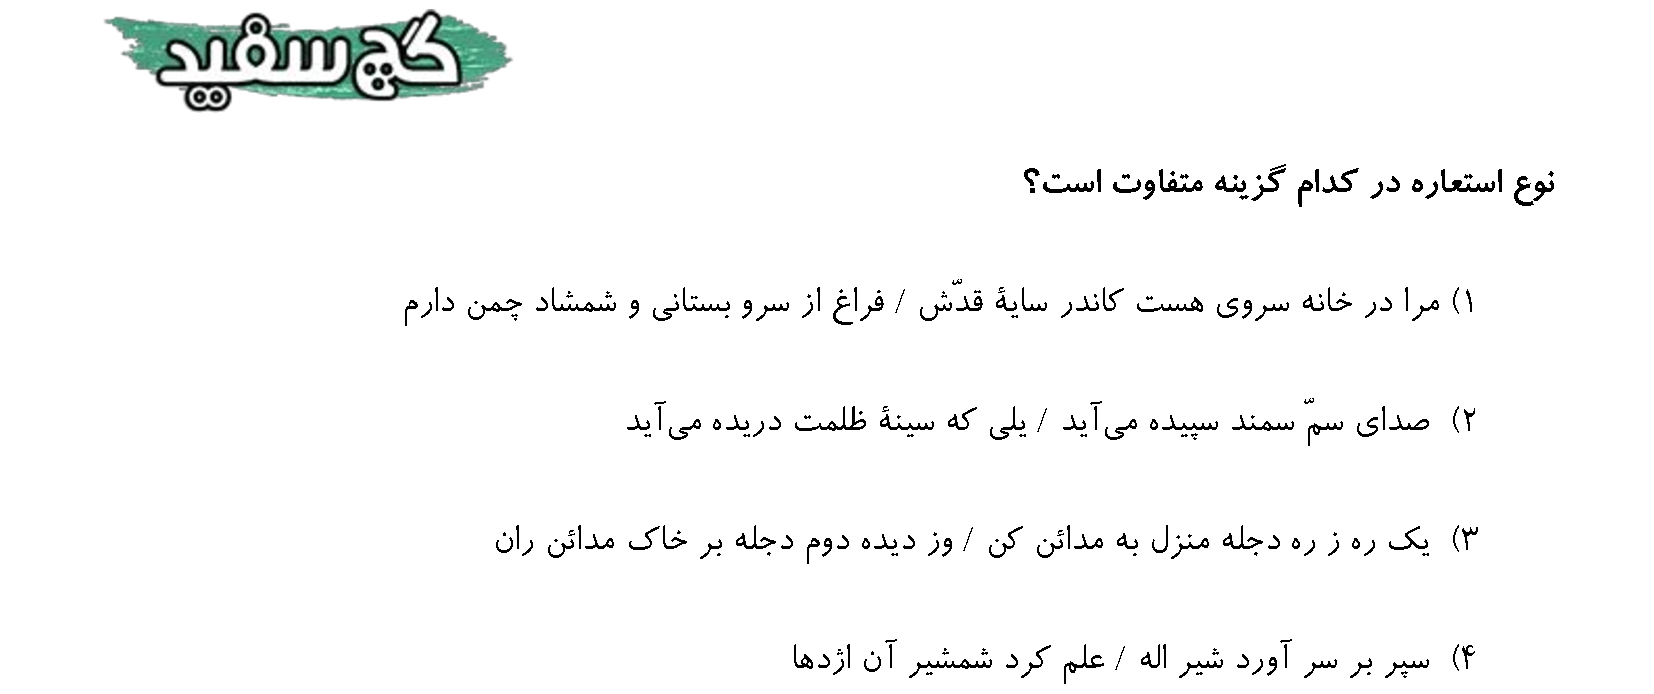 گچ سفید
نوع استعاره در کدام گزینه متفاوت است؟
۱) مرا در خانه سروی هست کاندر سایۀ قدّش / فراغ از سرو بستانی و شمشاد چمن دارم
۲) صدای سمّ سمند سپیده می‌آید / یلی که سینۀ ظلمت دریده می‌آید
۳) یک ره ز ره دجله منزل به مدائن کن / وز دیده دوم دجله بر خاک مدائن ران
۴) سپر بر سر آورد شیر اله / علم کرد شمشیر آن اژدها